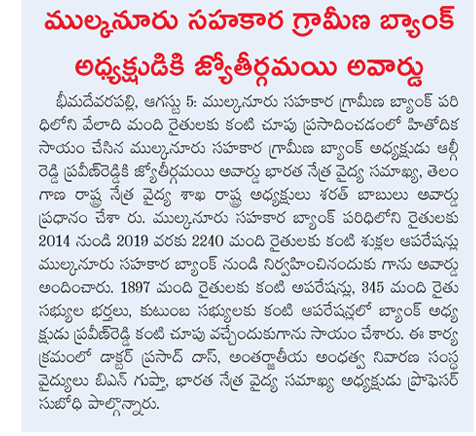 ముల్కనూరు సహకార గ్రామీణ బ్యాంక్
అధ్యక్షుడికి జ్యోతీర్గమయి అవార్డు
భీమదేవరపల్లి, ఆగస్టు 5: ముల్కనూరు సహకార గ్రామీణ బ్యాంక్ పరి
ధిలోని వేలాది మంది రైతులకు కంటి చూపు ప్రసాదించడంలో హితోదిక
సాయం చేసిన ముల్కనూరు సహకార గ్రామీణ బ్యాంక్ అధ్యక్షుడు ఆల్గీ
రెడ్డి ప్రవీణ్‌రెడ్డికి జ్యోతీర్గమయి అవార్డు భారత నేత్ర వైద్య సమాఖ్య, తెలం
గాణ రాష్ట్ర నేత్ర వైద్య శాఖ రాష్ట్ర అధ్యక్షులు శరత్ బాబులు అవార్డు
ప్రధానం చేశా రు. ముల్కనూరు సహకార బ్యాంక్ పరిధిలోని రైతులకు
2014 నుండి 2019 వరకు 2240 మంది రైతులకు కంటి శుక్లల ఆపరేషన్లు
ముల్కనూరు సహకార బ్యాంక్ నుండి నిర్వహించినందుకు గాను అవార్డు
అందించారు. 1897 మంది రైతులకు కంటి అపరేషన్లు, 345 మంది రైతు
సభ్యుల భర్తలు, కుటుంబ సభ్యులకు కంటి ఆపరేషన్లలో బ్యాంక్ అధ్య
క్షుడు ప్రవీణ్‌రెడ్డి కంటి చూపు వచ్చేందుకుగాను సాయం చేశారు. ఈ కార్య
క్రమంలో డాక్టర్ ప్రసాద్ దాస్, అంతర్జాతీయ అంధత్వ నివారణ సంస్థ
వైద్యులు బిఎన్ గుప్తా, భారత నేత్ర వైద్య సమాఖ్య అధ్యక్షుడు ప్రొఫెసర్
సుబోధి పాల్గొన్నారు.